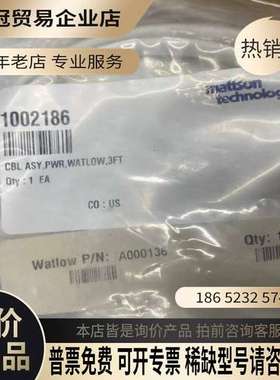 冠贸易企业店
年老店 专业服务
热销
mattson
technology
1002186
CBL ASY,PWR,WATLOW,3FT
Qty: 1 EA
CO : US
Watlow P/N: A000136
Qty:
价
品
186 5232 574
本店皆是询价产品 拍前咨询客服
普票免费 可开专票 稀缺型号请咨